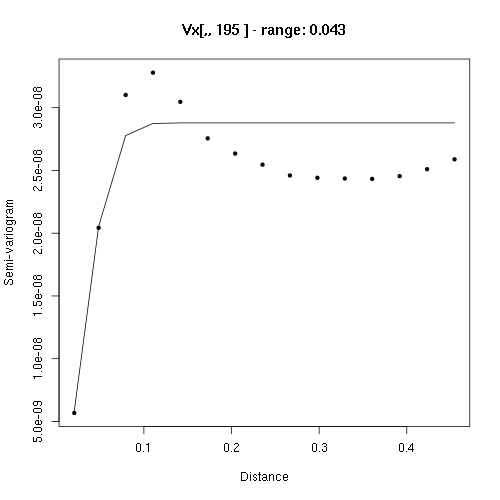 Vx[,, 195 ] - range: 0.043
Semi-variogram
3.0e-08
2.5e-08
2.0e-08
1.5e-08
1.0e-08
5.0e-09
0.1
0.2
0.3
0.4
Distance